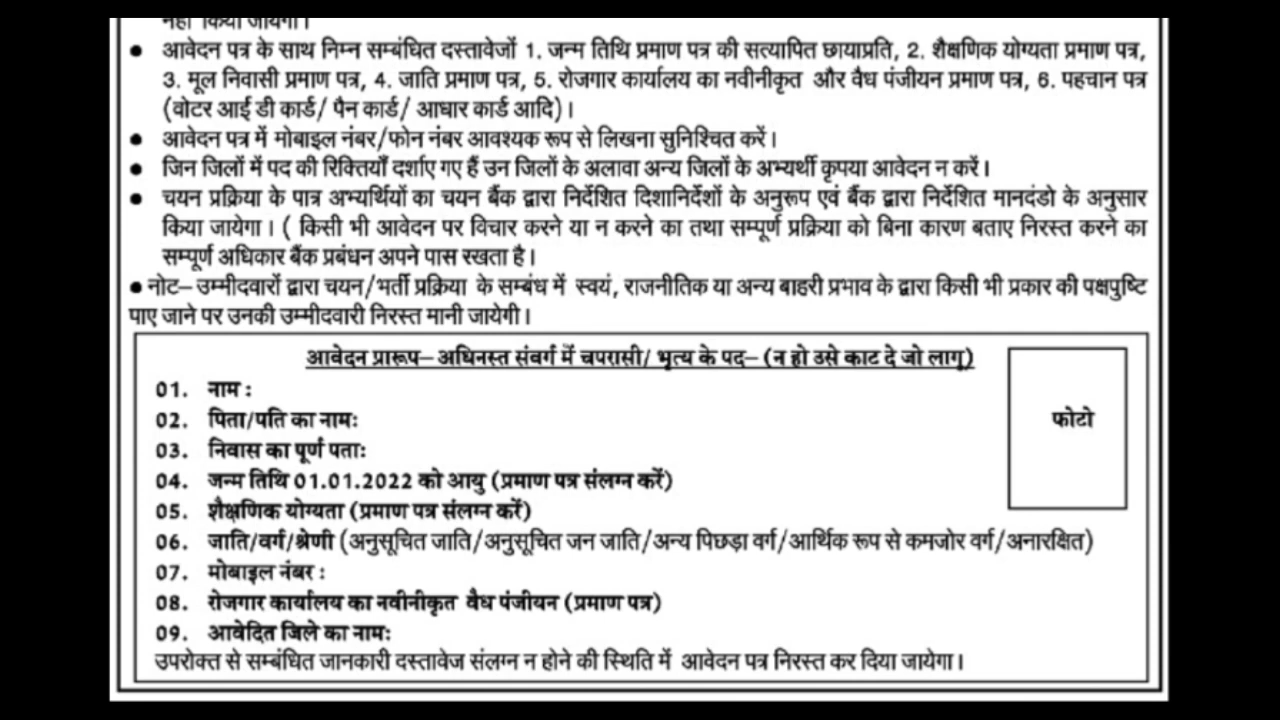 नहीं किया जायेगा।
● आवेदन पत्र के साथ निम्न सम्बंधित दस्तावेजों 1. जन्म तिथि प्रमाण पत्र की सत्यापित छायाप्रति, 2. शैक्षणिक योग्यता प्रमाण पत्र,
3. मूल निवासी प्रमाण पत्र, 4. जाति प्रमाण पत्र, 5. रोजगार कार्यालय का नवीनीकृत और वैध पंजीयन प्रमाण पत्र, 6. पहचान पत्र
(वोटर आई डी कार्ड/ पैन कार्ड/ आधार कार्ड आदि)।
● आवेदन पत्र में मोबाइल नंबर/फोन नंबर आवश्यक रूप से लिखना सुनिश्चित करें।
● जिन जिलों में पद की रिक्तियाँ दर्शाए गए हैं उन जिलों के अलावा अन्य जिलों के अभ्यर्थी कृपया आवेदन न करें।
● चयन प्रक्रिया के पात्र अभ्यर्थियों का चयन बैंक द्वारा निर्देशित दिशानिर्देशों के अनुरूप एवं बैंक द्वारा निर्देशित मानदंडो के अनुसार
किया जायेगा। ( किसी भी आवेदन पर विचार करने या न करने का तथा सम्पूर्ण प्रक्रिया को बिना कारण बताए निरस्त करने का
सम्पूर्ण अधिकार बैंक प्रबंधन अपने पास रखता है।
● नोट– उम्मीदवारों द्वारा चयन/भर्ती प्रक्रिया के सम्बंध में स्वयं, राजनीतिक या अन्य बाहरी प्रभाव के द्वारा किसी भी प्रकार की पक्षपुष्टि
पाए जाने पर उनकी उम्मीदवारी निरस्त मानी जायेगी।
आवेदन प्रारूप– अधिनस्त संवर्ग में चपरासी/ भृत्य के पद– (न हो उसे काट दे जो लागू)
फोटो
01. नाम :
02. पिता/पति का नामः
03. निवास का पूर्ण पताः
04. जन्म तिथि 01.01.2022 को आयु (प्रमाण पत्र संलग्न करें)
05. शैक्षणिक योग्यता (प्रमाण पत्र संलग्न करें)
06. जाति/वर्ग/श्रेणी (अनुसूचित जाति/अनुसूचित जन जाति/अन्य पिछड़ा वर्ग/आर्थिक रूप से कमजोर वर्ग/अनारक्षित)
07. मोबाइल नंबर :
08. रोजगार कार्यालय का नवीनीकृत वैध पंजीयन (प्रमाण पत्र)
09. आवेदित जिले का नामः
उपरोक्त से सम्बंधित जानकारी दस्तावेज संलग्न न होने की स्थिति में आवेदन पत्र निरस्त कर दिया जायेगा।